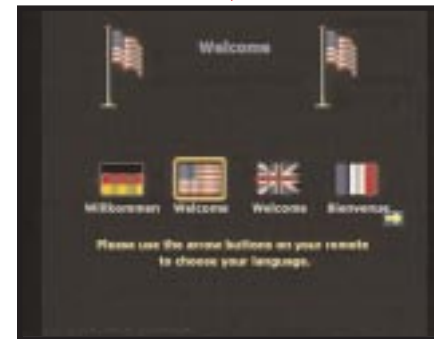 Welcome
Willkommen Welcome Welcome Bienvenue
Please use the arrow buttons on your remote
to choose your language.